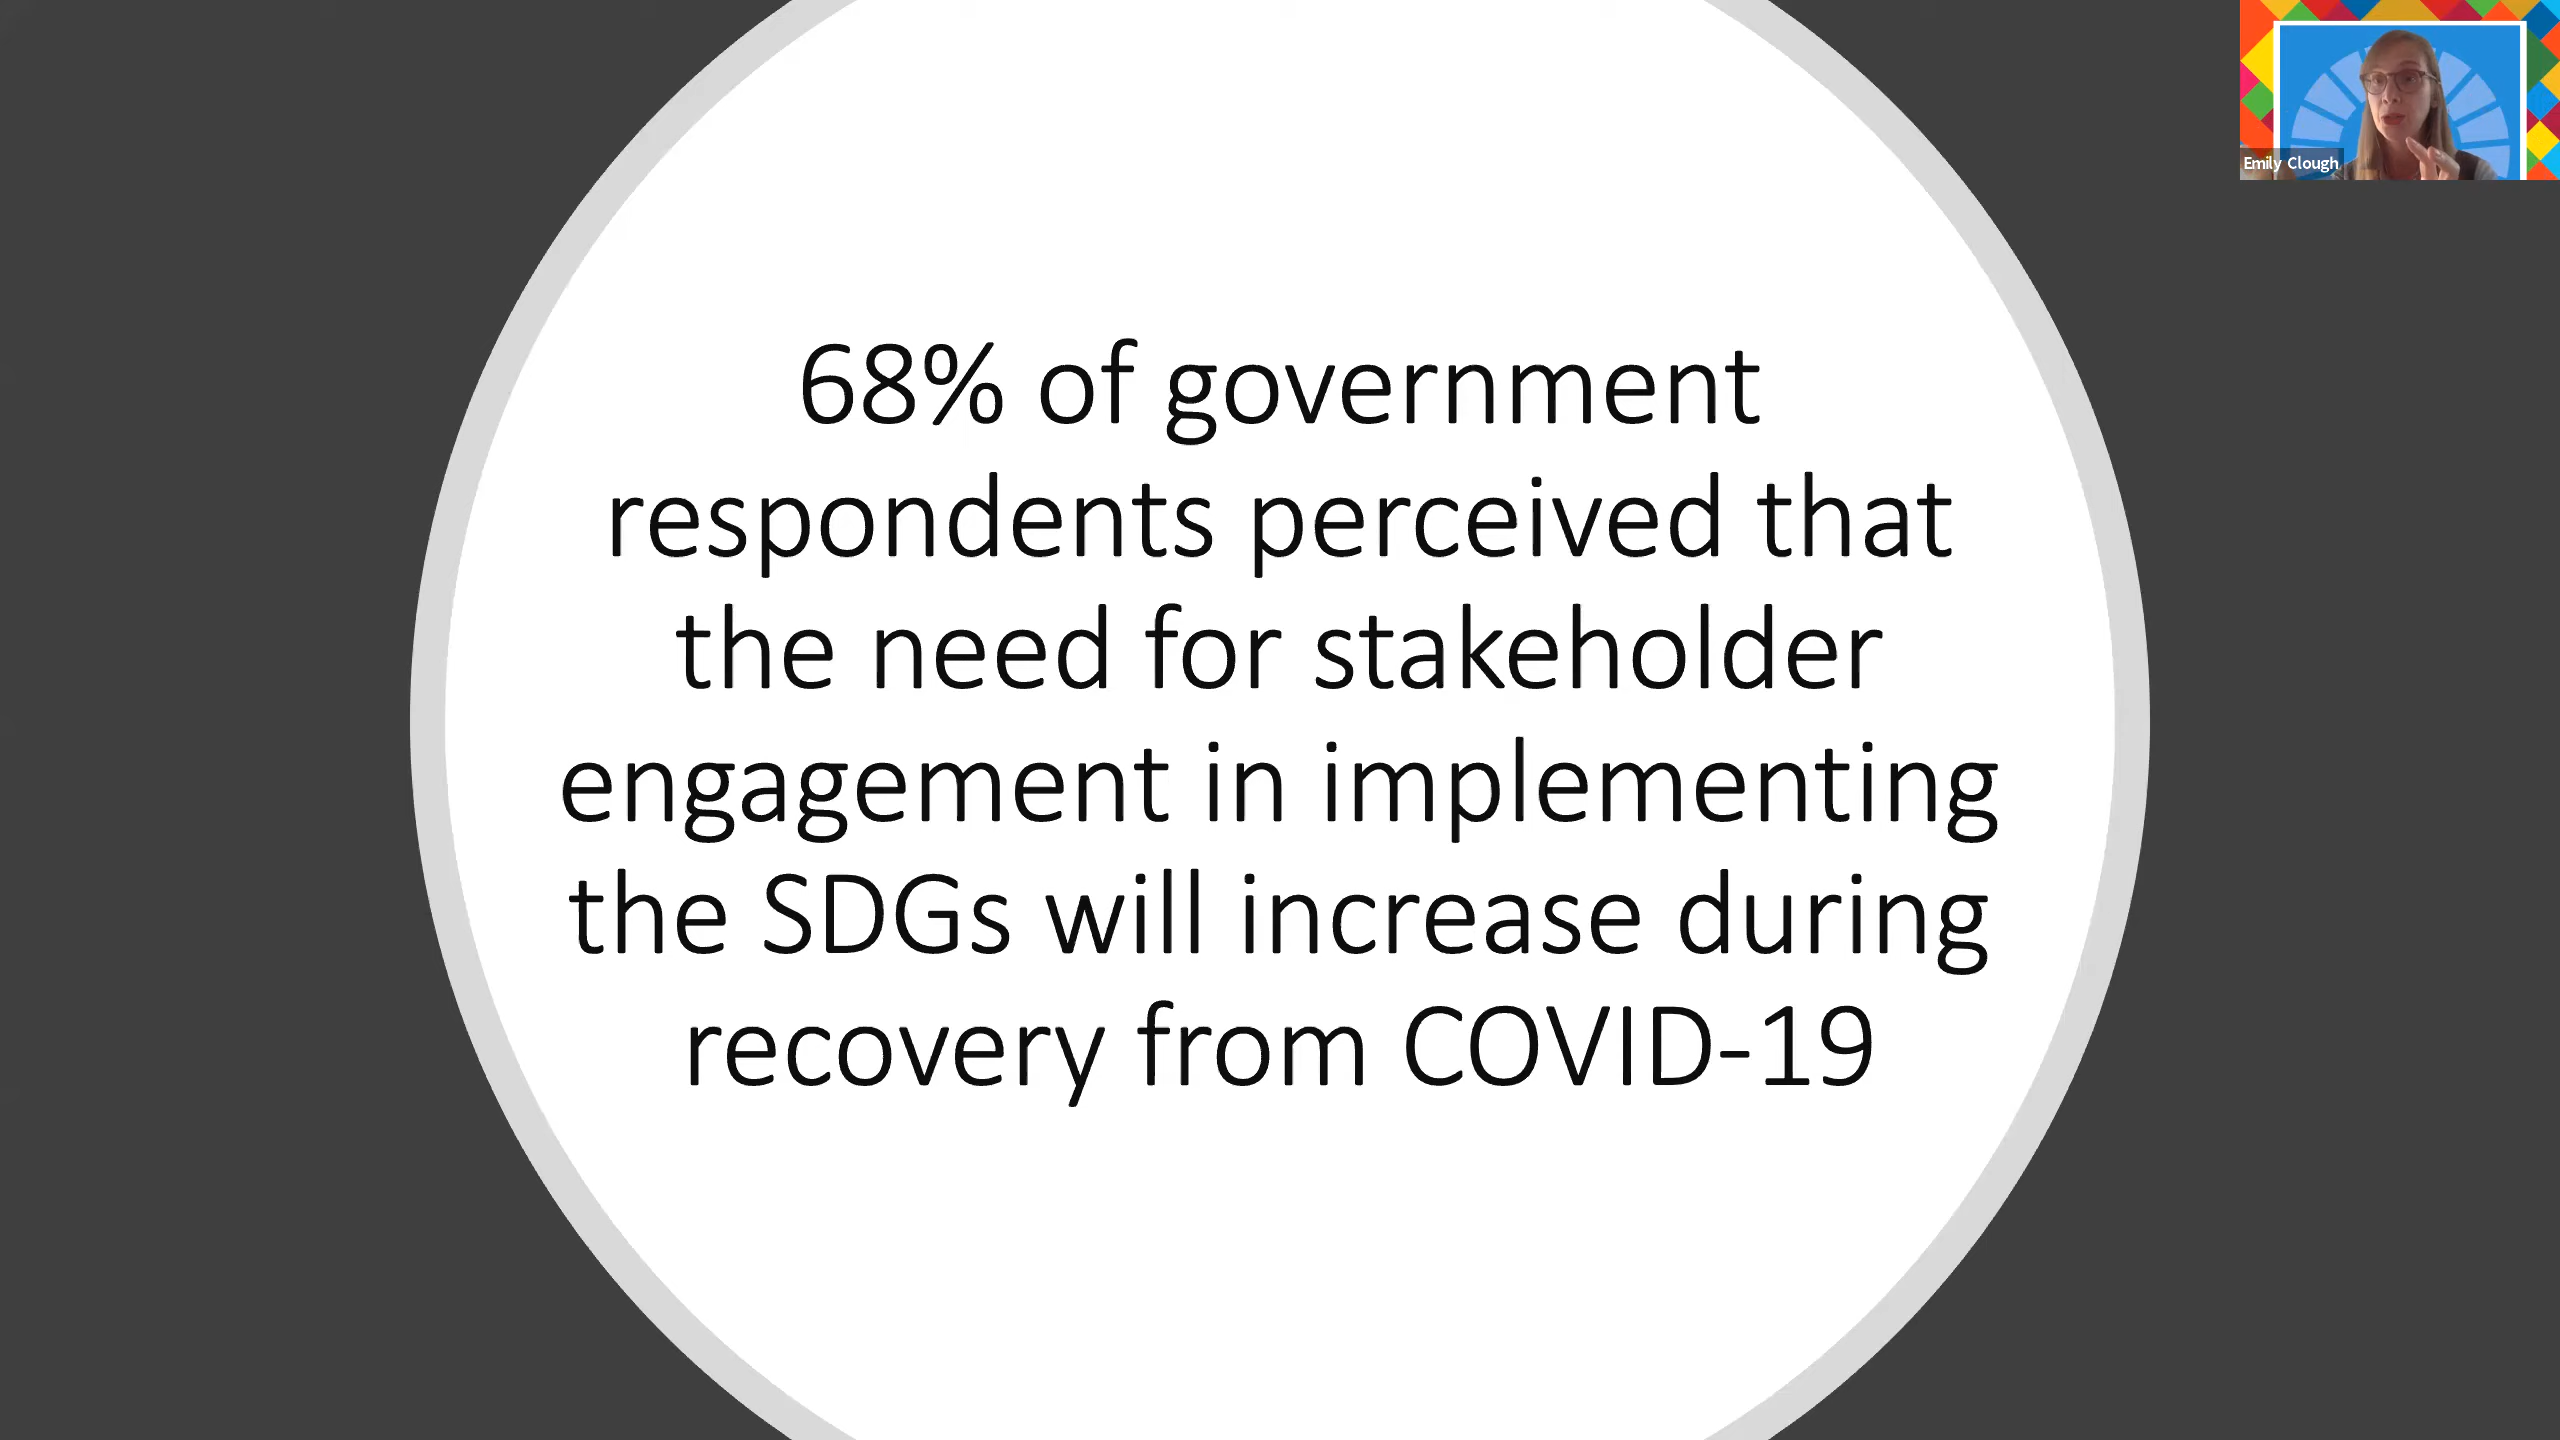 68% of government
respondents perceived that
the need for stakeholder
engagement in implementing
the SDGs will increase during
recovery from COVID-19
Emily Clough